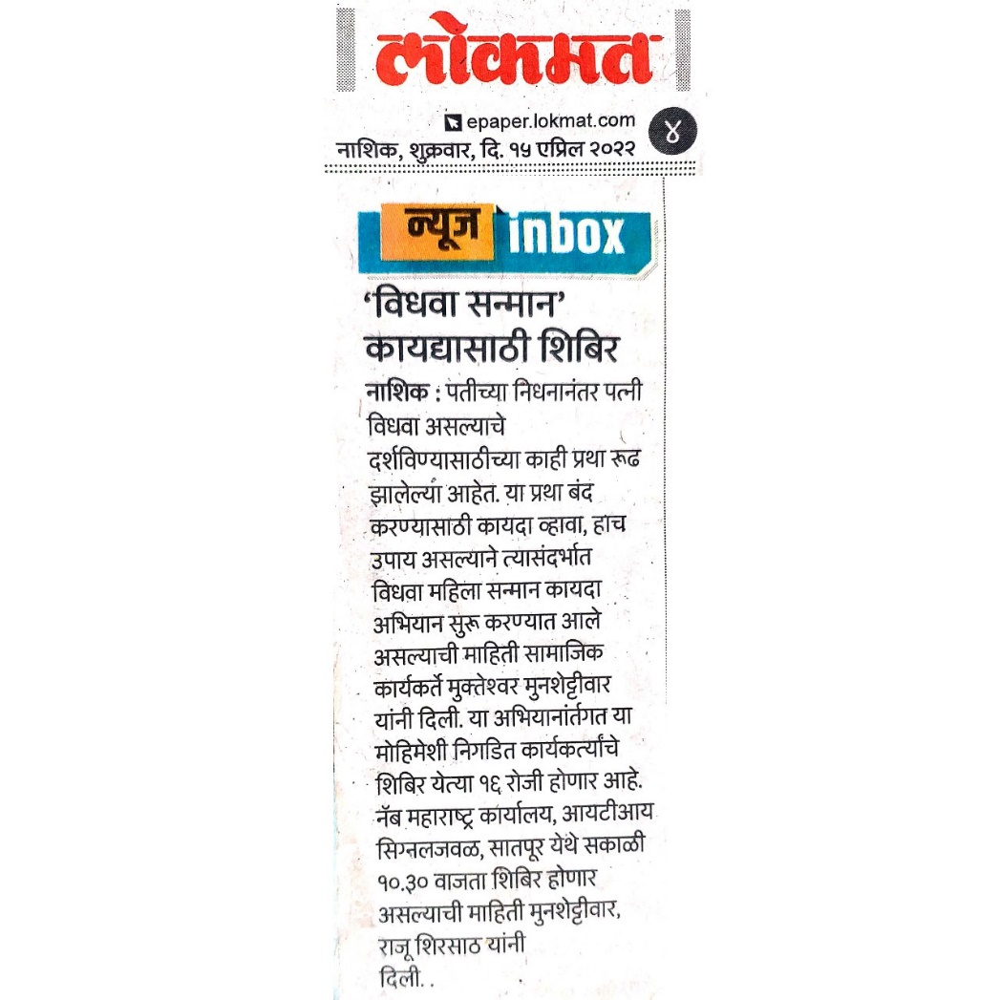 लोकमत
epaper.lokmat.com
४
नाशिक, शुक्रवार, दि. १५ एप्रिल २०२२
न्यूज inbox
‘विधवा सन्मान’
कायद्यासाठी शिबिर
नाशिक : पतीच्या निधनानंतर पत्नी
विधवा असल्याचे
दर्शविण्यासाठीच्या काही प्रथा रूढ
झालेल्या आहेत. या प्रथा बंद
करण्यासाठी कायदा व्हावा, हाच
उपाय असल्याने त्यासंदर्भात
विधवा महिला सन्मान कायदा
अभियान सुरू करण्यात आले
असल्याची माहिती सामाजिक
कार्यकर्ते मुक्तेश्वर मुनशेट्टीवार
यांनी दिली. या अभियानांर्तगत या
मोहिमेशी निगडित कार्यकर्त्यांचे
शिबिर येत्या १६ रोजी होणार आहे.
नॅब महाराष्ट्र कार्यालय, आयटीआय
सिग्नलजवळ, सातपूर येथे सकाळी
१०.३० वाजता शिबिर होणार
असल्याची माहिती मुनशेट्टीवार,
राजू शिरसाठ यांनी
दिली. .